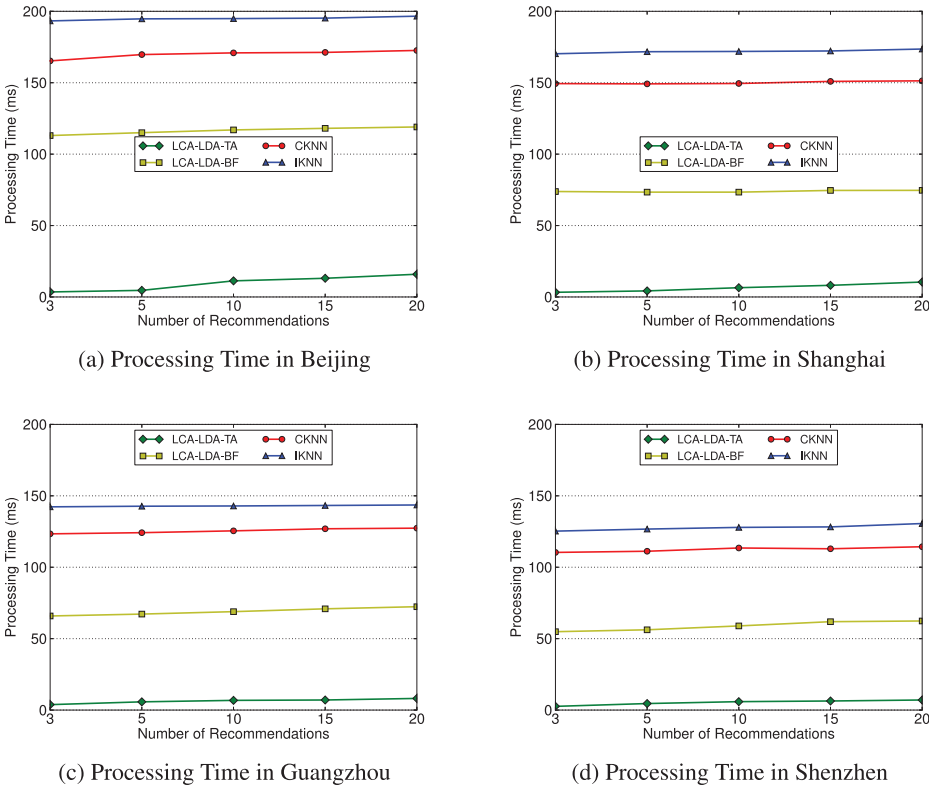 200
150
100
50
0
Processing Time (ms)
LCA-LDA-TA
LCA-LDA-BF
CKNN
IKNN
3 5 10 15 20
Number of Recommendations
(a) Processing Time in Beijing
200
150
100
50
0
Processing Time (ms)
LCA-LDA-TA
LCA-LDA-BF
CKNN
IKNN
3 5 10 15 20
Number of Recommendations
(b) Processing Time in Shanghai
200
150
100
50
0
Processing Time (ms)
LCA-LDA-TA
LCA-LDA-BF
CKNN
IKNN
3 5 10 15 20
Number of Recommendations
(c) Processing Time in Guangzhou
200
150
100
50
0
Processing Time (ms)
LCA-LDA-TA
LCA-LDA-BF
CKNN
IKNN
3 5 10 15 20
Number of Recommendations
(d) Processing Time in Shenzhen